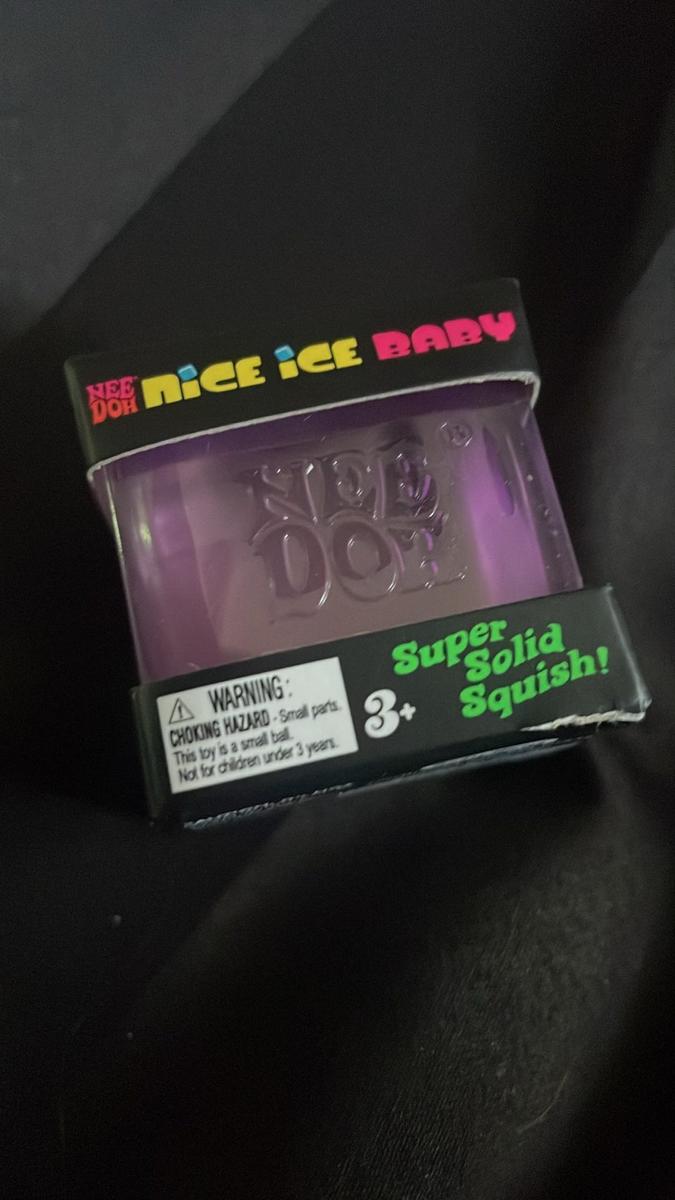 NEE
DOH
NICE ICE BABY
NEE ®
DOH
WARNING:
CHOKING HAZARD - Small parts.
This toy is a small ball.
Not for children under 3 years.
3+
Super
Solid
Squish!